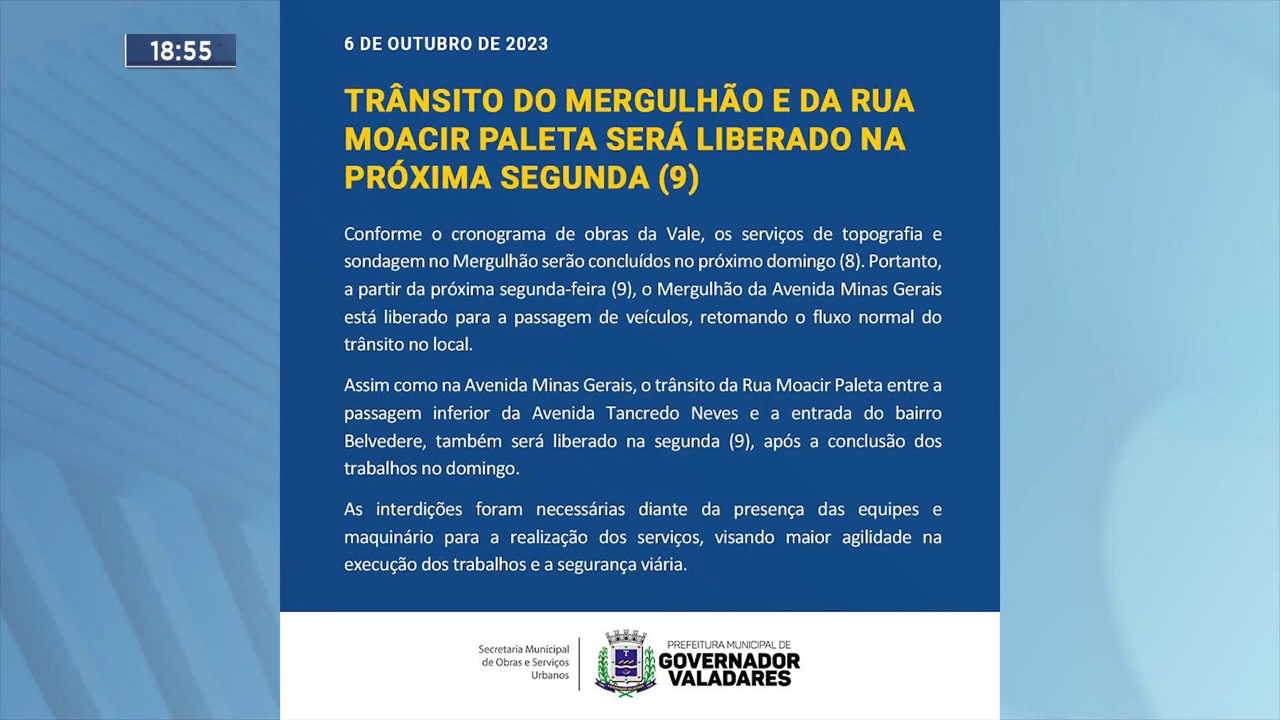 18:55
6 DE OUTUBRO DE 2023
TRÂNSITO DO MERGULHÃO E DA RUA
MOACIR PALETA SERÁ LIBERADO NA
PRÓXIMA SEGUNDA (9)
Conforme o cronograma de obras da Vale, os serviços de topografia e
sondagem no Mergulhão serão concluídos no próximo domingo (8). Portanto,
a partir da próxima segunda-feira (9), o Mergulhão da Avenida Minas Gerais
está liberado para a passagem de veículos, retomando o fluxo normal do
trânsito no local.
Assim como na Avenida Minas Gerais, o trânsito da Rua Moacir Paleta entre a
passagem inferior da Avenida Tancredo Neves e a entrada do bairro
Belvedere, também será liberado na segunda (9), após a conclusão dos
trabalhos no domingo.
As interdições foram necessárias diante da presença das equipes e
maquinário para a realização dos serviços, visando maior agilidade na
execução dos trabalhos e a segurança viária.
Secretaria Municipal
de Obras e Serviços
Urbanos
PREFEITURA MUNICIPAL DE
GOVERNADOR
VALADARES